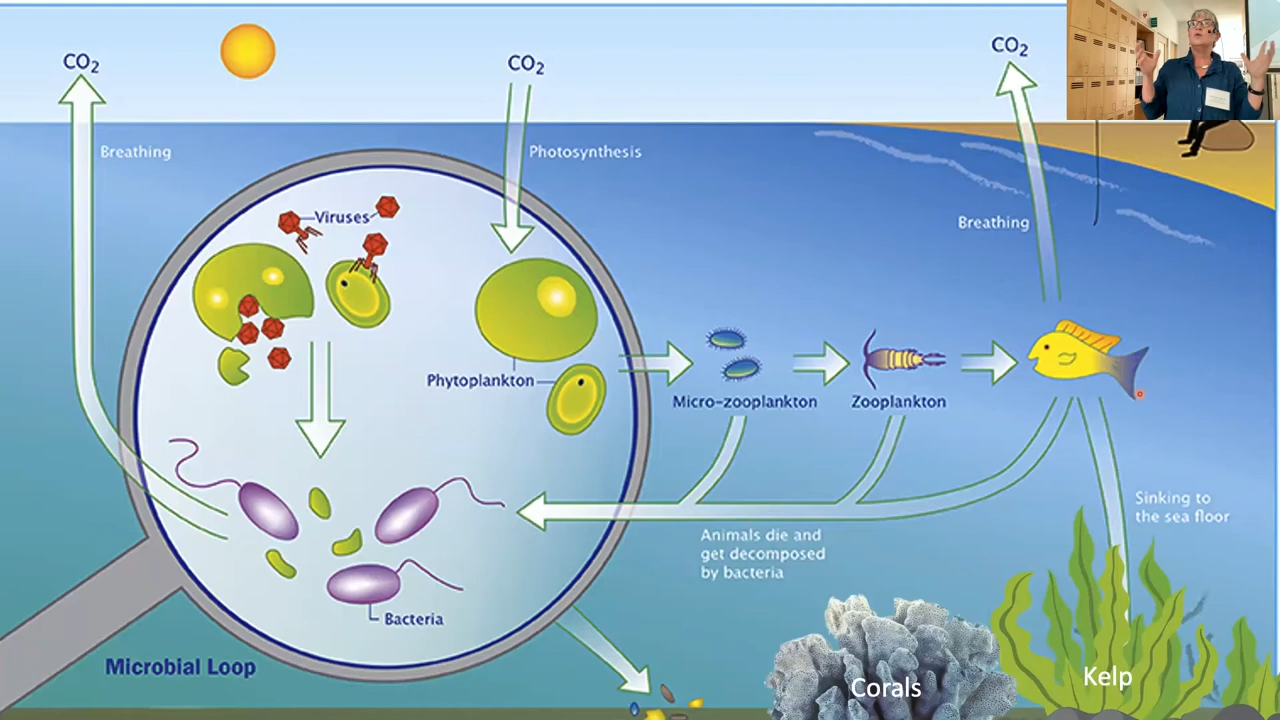 CO2
CO2
CO2
Breathing
Photosynthesis
Viruses
Breathing
Phytoplankton
Micro-zooplankton
Zooplankton
Sinking to
the sea floor
Animals die and
get decomposed
by bacteria
Bacteria
Microbial Loop
Corals
Kelp